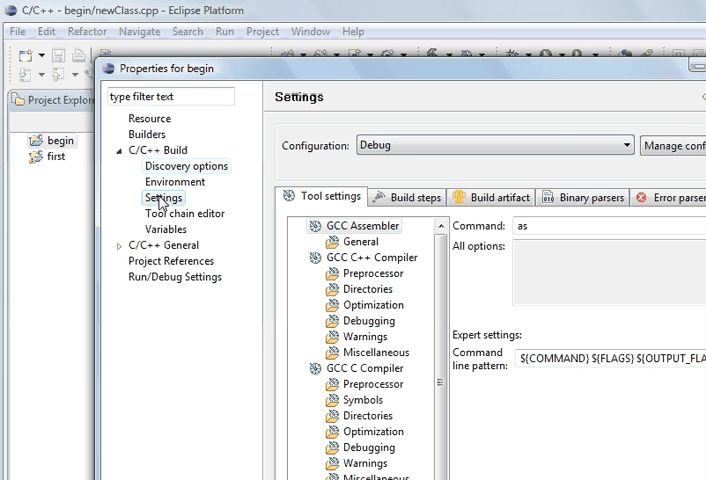 C/C++ - begin/newClass.cpp - Eclipse Platform
File Edit Refactor Navigate Search Run Project Window Help
Properties for begin
Project Explore
begin
first
type filter text
Resource
Builders
C/C++ Build
Discovery options
Environment
Settings
Tool chain editor
Variables
C/C++ General
Project References
Run/Debug Settings
Settings
Configuration: Debug Manage conf
Tool settings Build steps Build artifact Binary parsers Error parser
GCC Assembler
General
GCC C++ Compiler
Preprocessor
Directories
Optimization
Debugging
Warnings
Miscellaneous
GCC C Compiler
Preprocessor
Symbols
Directories
Optimization
Debugging
Warnings
Miscellaneous
Command: as
All options:
Expert settings:
Command
line pattern: ${COMMAND} ${FLAGS} ${OUTPUT_FLA